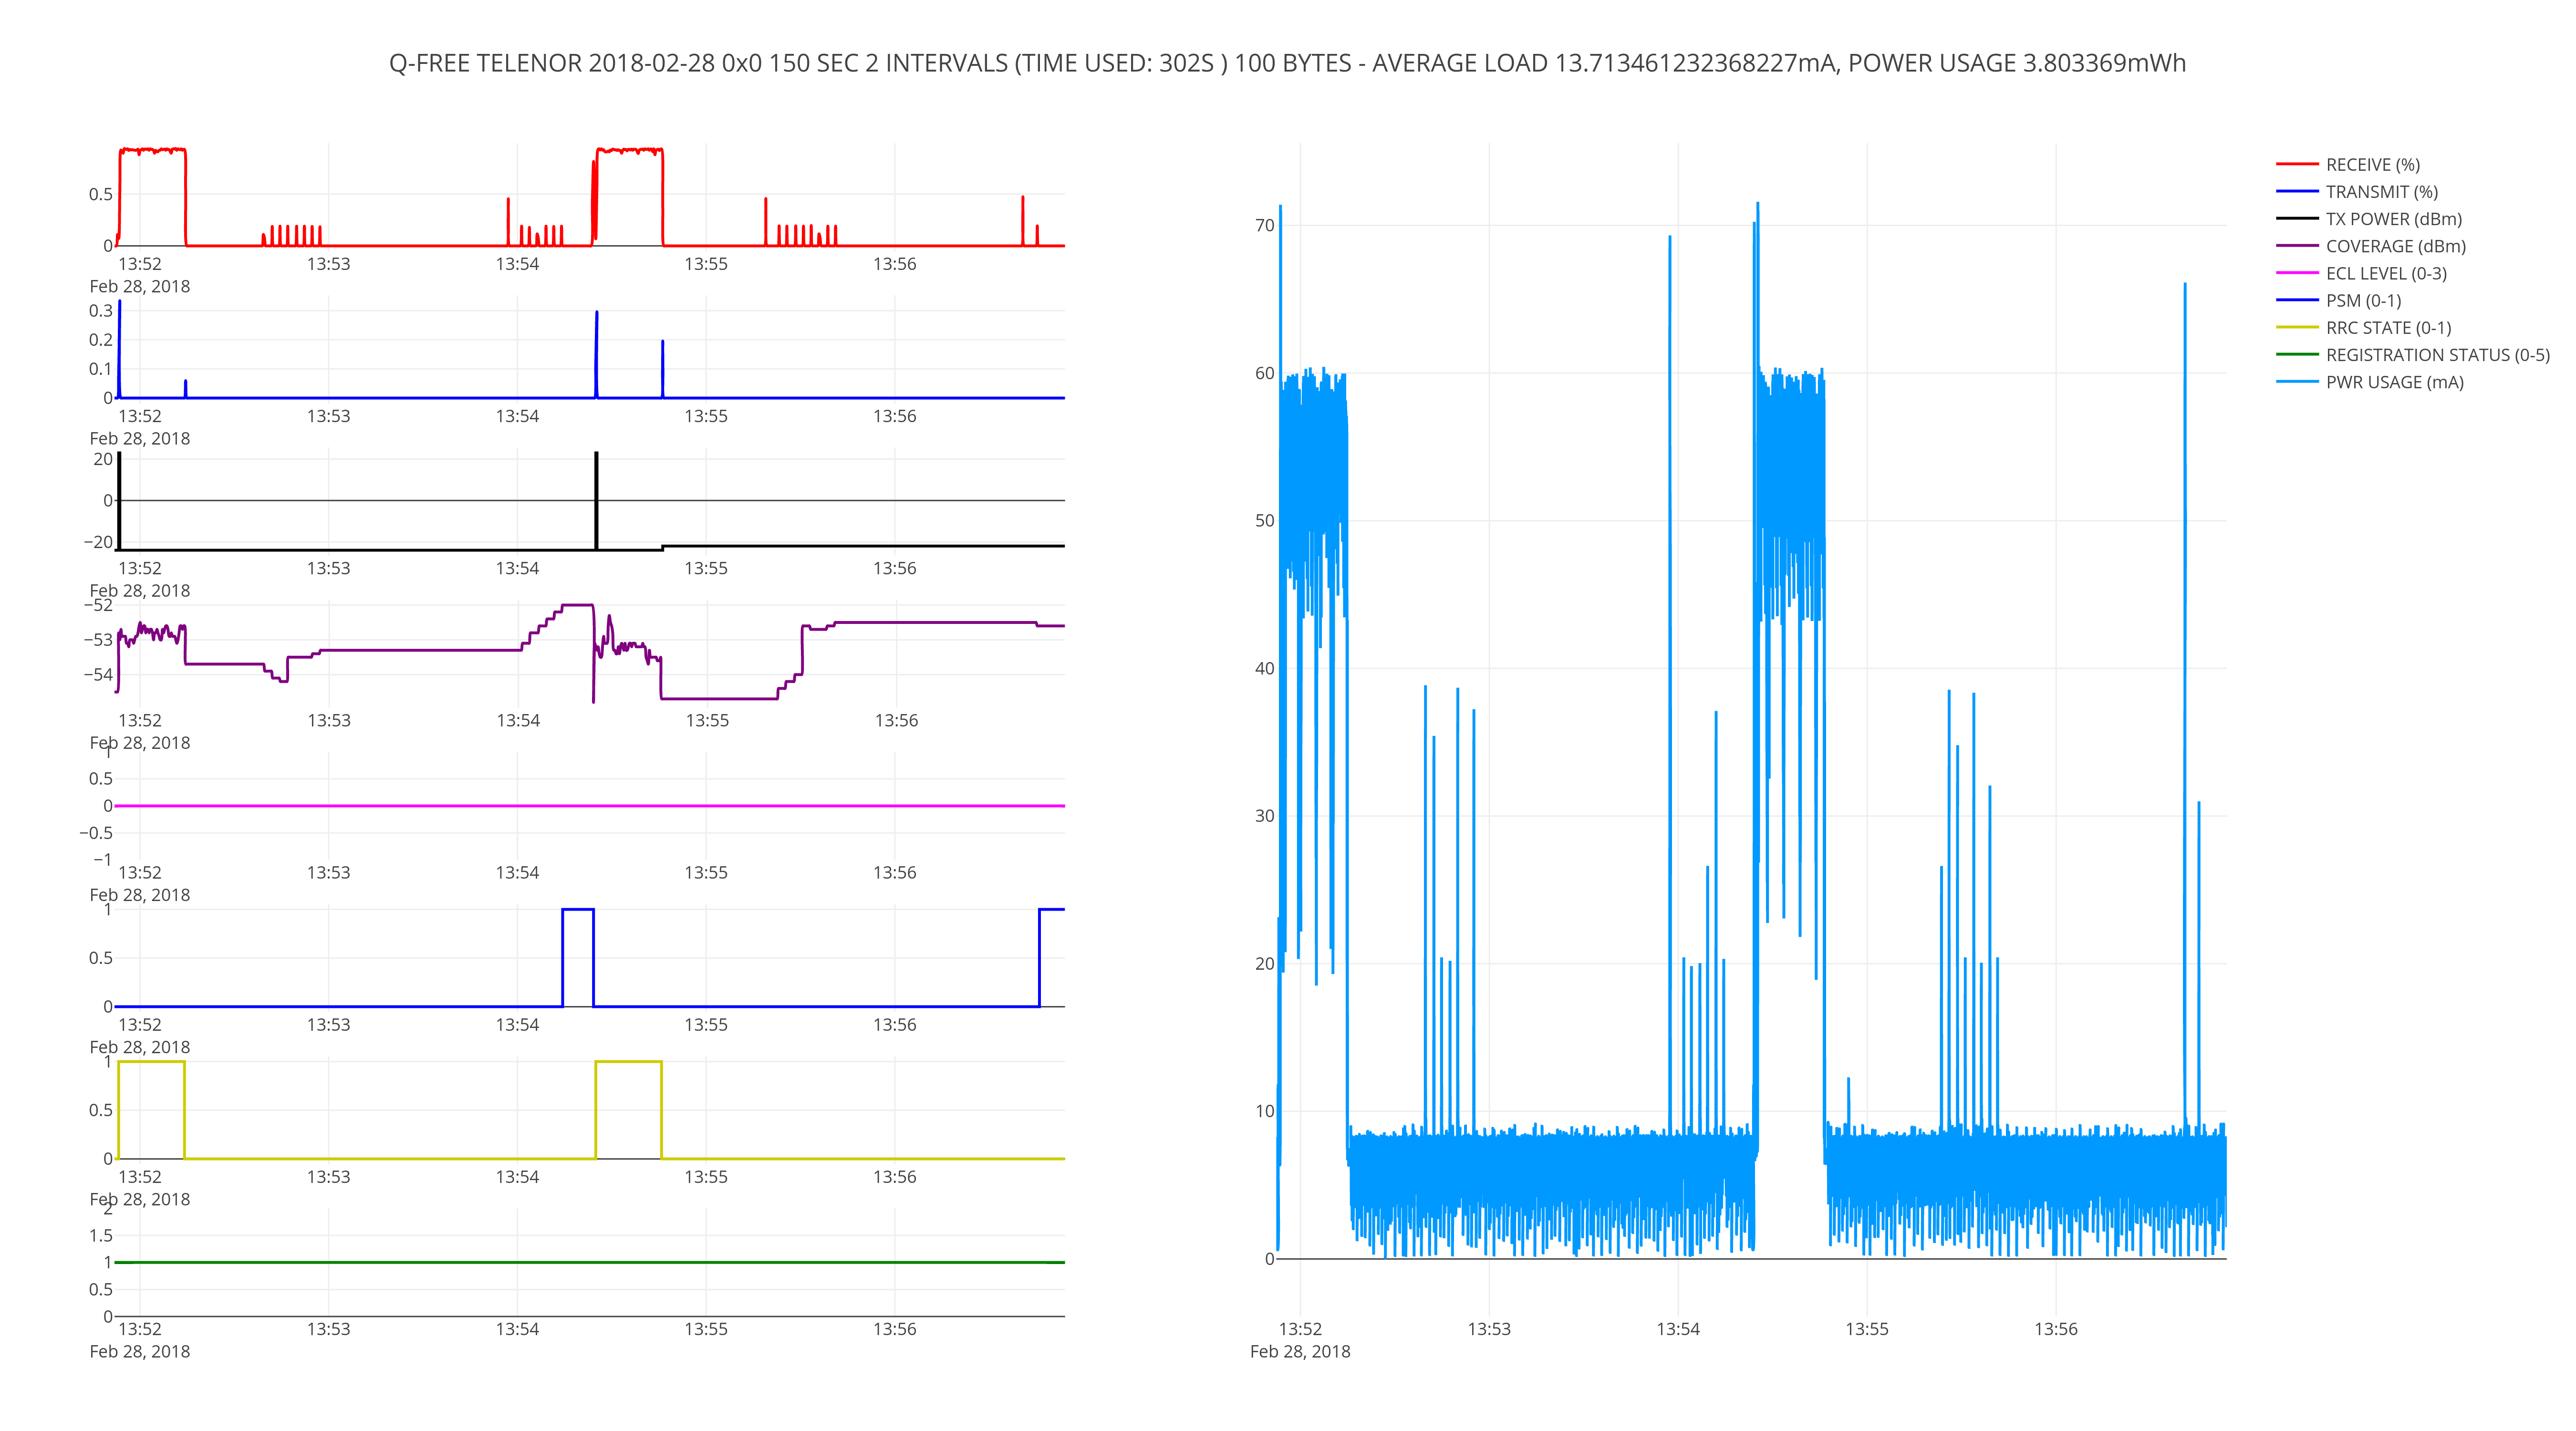 Q-FREE TELENOR 2018-02-28 0x0 150 SEC 2 INTERVALS (TIME USED: 302S ) 100 BYTES - AVERAGE LOAD 13.713461232368227mA, POWER USAGE 3.803369mWh
0.5
0
13:52 13:53 13:54 13:55 13:56
Feb 28, 2018
0.3
0.2
0.1
0
13:52 13:53 13:54 13:55 13:56
Feb 28, 2018
20
0
−20
13:52 13:53 13:54 13:55 13:56
Feb 28, 2018
−52
−53
−54
13:52 13:53 13:54 13:55 13:56
Feb 28, 2018
1
0.5
0
−0.5
−1
13:52 13:53 13:54 13:55 13:56
Feb 28, 2018
1
0.5
0
13:52 13:53 13:54 13:55 13:56
Feb 28, 2018
1
0.5
0
13:52 13:53 13:54 13:55 13:56
Feb 28, 2018
2
1.5
1
0.5
0
13:52 13:53 13:54 13:55 13:56
Feb 28, 2018
70
60
50
40
30
20
10
0
13:52 13:53 13:54 13:55 13:56
Feb 28, 2018
RECEIVE (%)
TRANSMIT (%)
TX POWER (dBm)
COVERAGE (dBm)
ECL LEVEL (0-3)
PSM (0-1)
RRC STATE (0-1)
REGISTRATION STATUS (0-5)
PWR USAGE (mA)